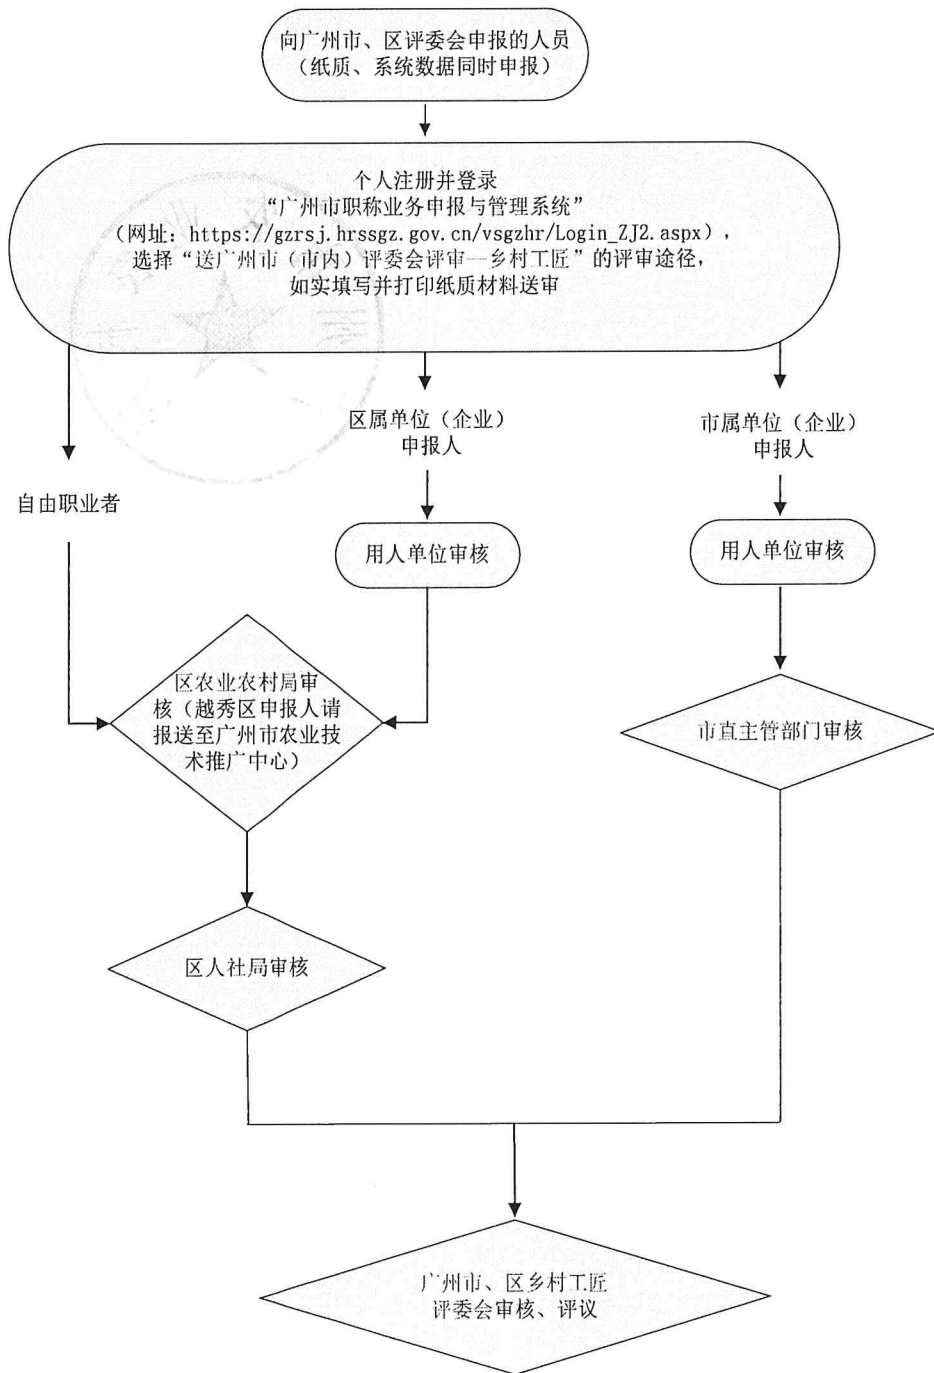 向广州市、区评委会申报的人员
（纸质、系统数据同时申报）
个人注册并登录
“广州市职称业务申报与管理系统”
（网址：https://gzrsj.hrssgz.gov.cn/vsgzhr/Login_ZJ2.aspx），
选择“送广州市（市内）评委会评审—乡村工匠”的评审途径，
如实填写并打印纸质材料送审
区属单位（企业）
申报人
市属单位（企业）
申报人
自由职业者
用人单位审核
用人单位审核
区农业农村局审
核（越秀区申报人请
报送至广州市农业技
术推广中心）
市直主管部门审核
区人社局审核
广州市、区乡村工匠
评委会审核、评议